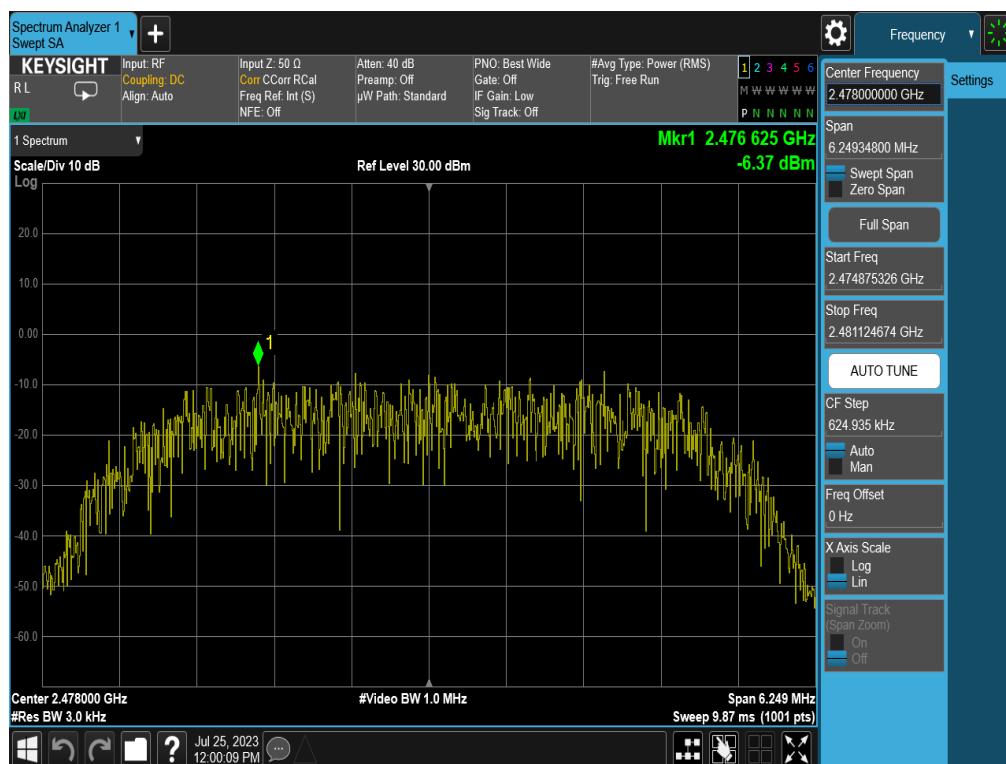 Spectrum Analyzer 1
Swept SA
+
Frequency
KEYSIGHT
R L
LXI
Input: RF
Coupling: DC
Align: Auto
Input Z: 50 Ω
Corr CCorr RCal
Freq Ref: Int (S)
NFE: Off
Atten: 40 dB
Preamp: Off
µW Path: Standard
PNO: Best Wide
Gate: Off
IF Gain: Low
Sig Track: Off
#Avg Type: Power (RMS)
Trig: Free Run
1 2 3 4 5 6
M W W W W W
P N N N N N
1 Spectrum
Mkr1 2.476 625 GHz
Scale/Div 10 dB
Ref Level 30.00 dBm
-6.37 dBm
Log
20.0
10.0
0.00
1
-10.0
-20.0
-30.0
-40.0
-50.0
-60.0
Center 2.478000 GHz
#Video BW 1.0 MHz
Span 6.249 MHz
#Res BW 3.0 kHz
Sweep 9.87 ms (1001 pts)
Center Frequency
2.478000000 GHz
Settings
Span
6.24934800 MHz
Swept Span
Zero Span
Full Span
Start Freq
2.474875326 GHz
Stop Freq
2.481124674 GHz
AUTO TUNE
CF Step
624.935 kHz
Auto
Man
Freq Offset
0 Hz
X Axis Scale
Log
Lin
Signal Track
(Span Zoom)
On
Off
?
Jul 25, 2023
12:00:09 PM